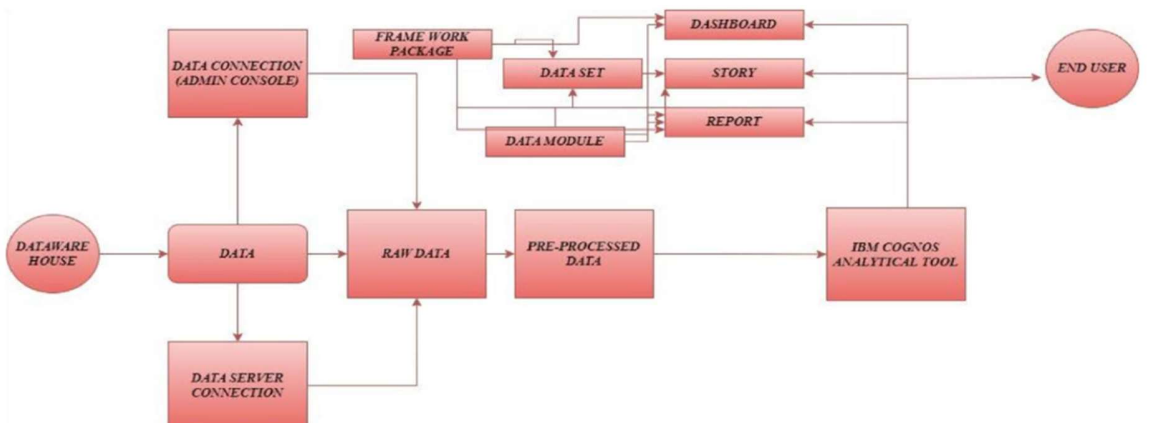 FRAME WORK
PACKAGE
DASHBOARD
DATA CONNECTION
(ADMIN CONSOLE)
DATA SET
STORY
END USER
REPORT
DATA MODULE
DATAWARE
HOUSE
DATA
RAW DATA
PRE-PROCESSED
DATA
IBM COGNOS
ANALYTICAL TOOL
DATA SERVER
CONNECTION